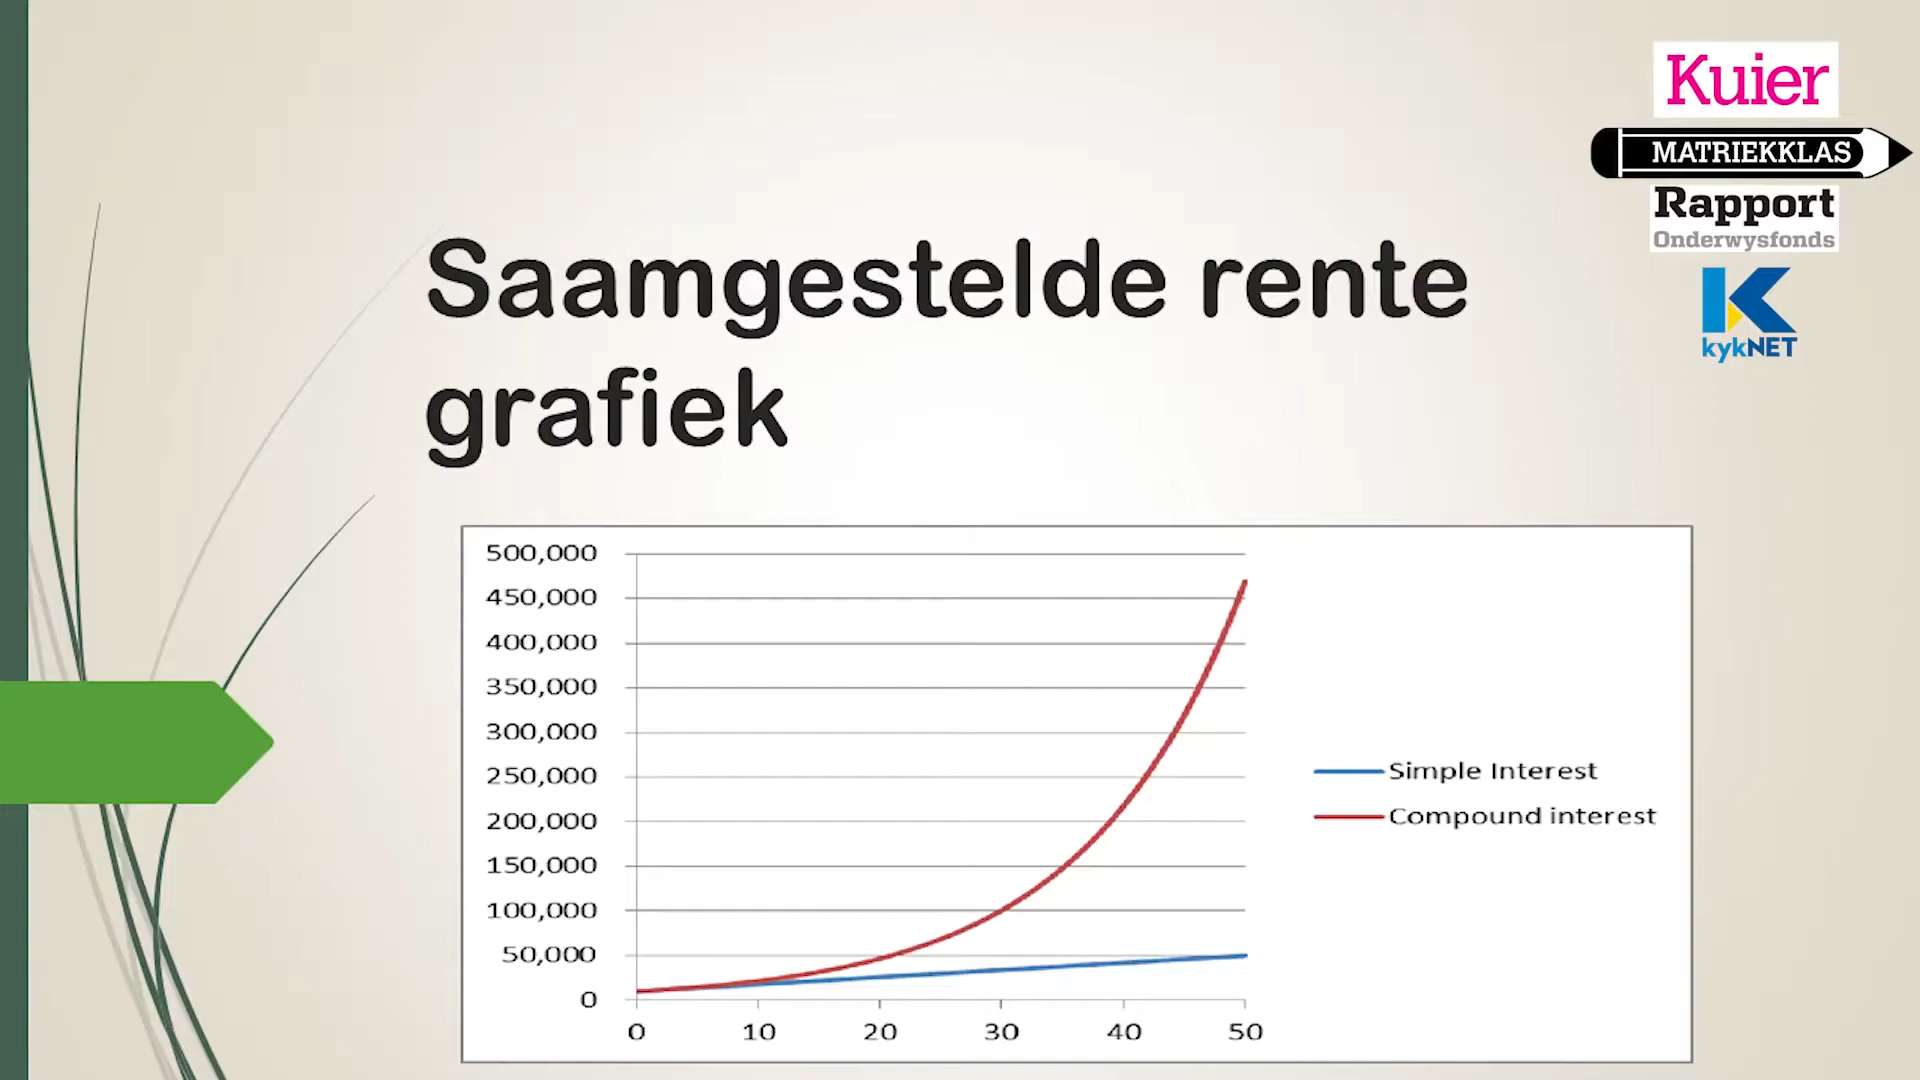 Kuier
MATRIEKKLAS
Rapport
Onderwysfonds
kykNET
Saamgestelde rente
grafiek
500,000
450,000
400,000
350,000
300,000
250,000
200,000
150,000
100,000
50,000
0
0 10 20 30 40 50
Simple Interest
Compound interest